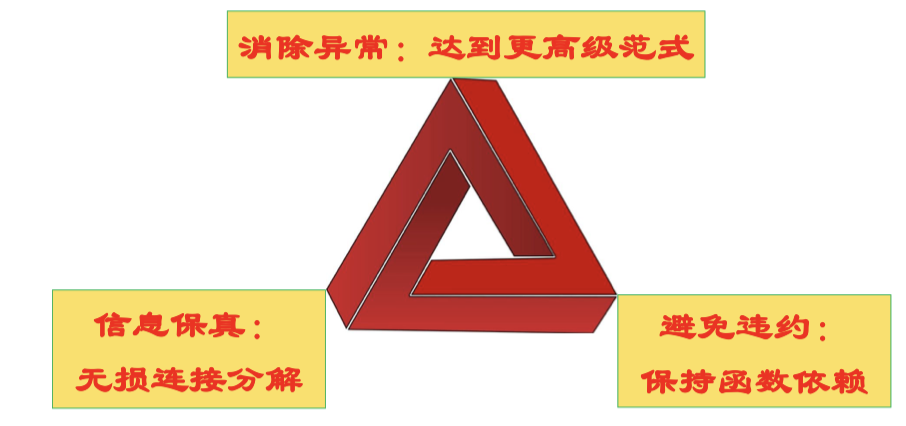 消除异常：达到更高级范式
信息保真：
无损连接分解
避免违约：
保持函数依赖